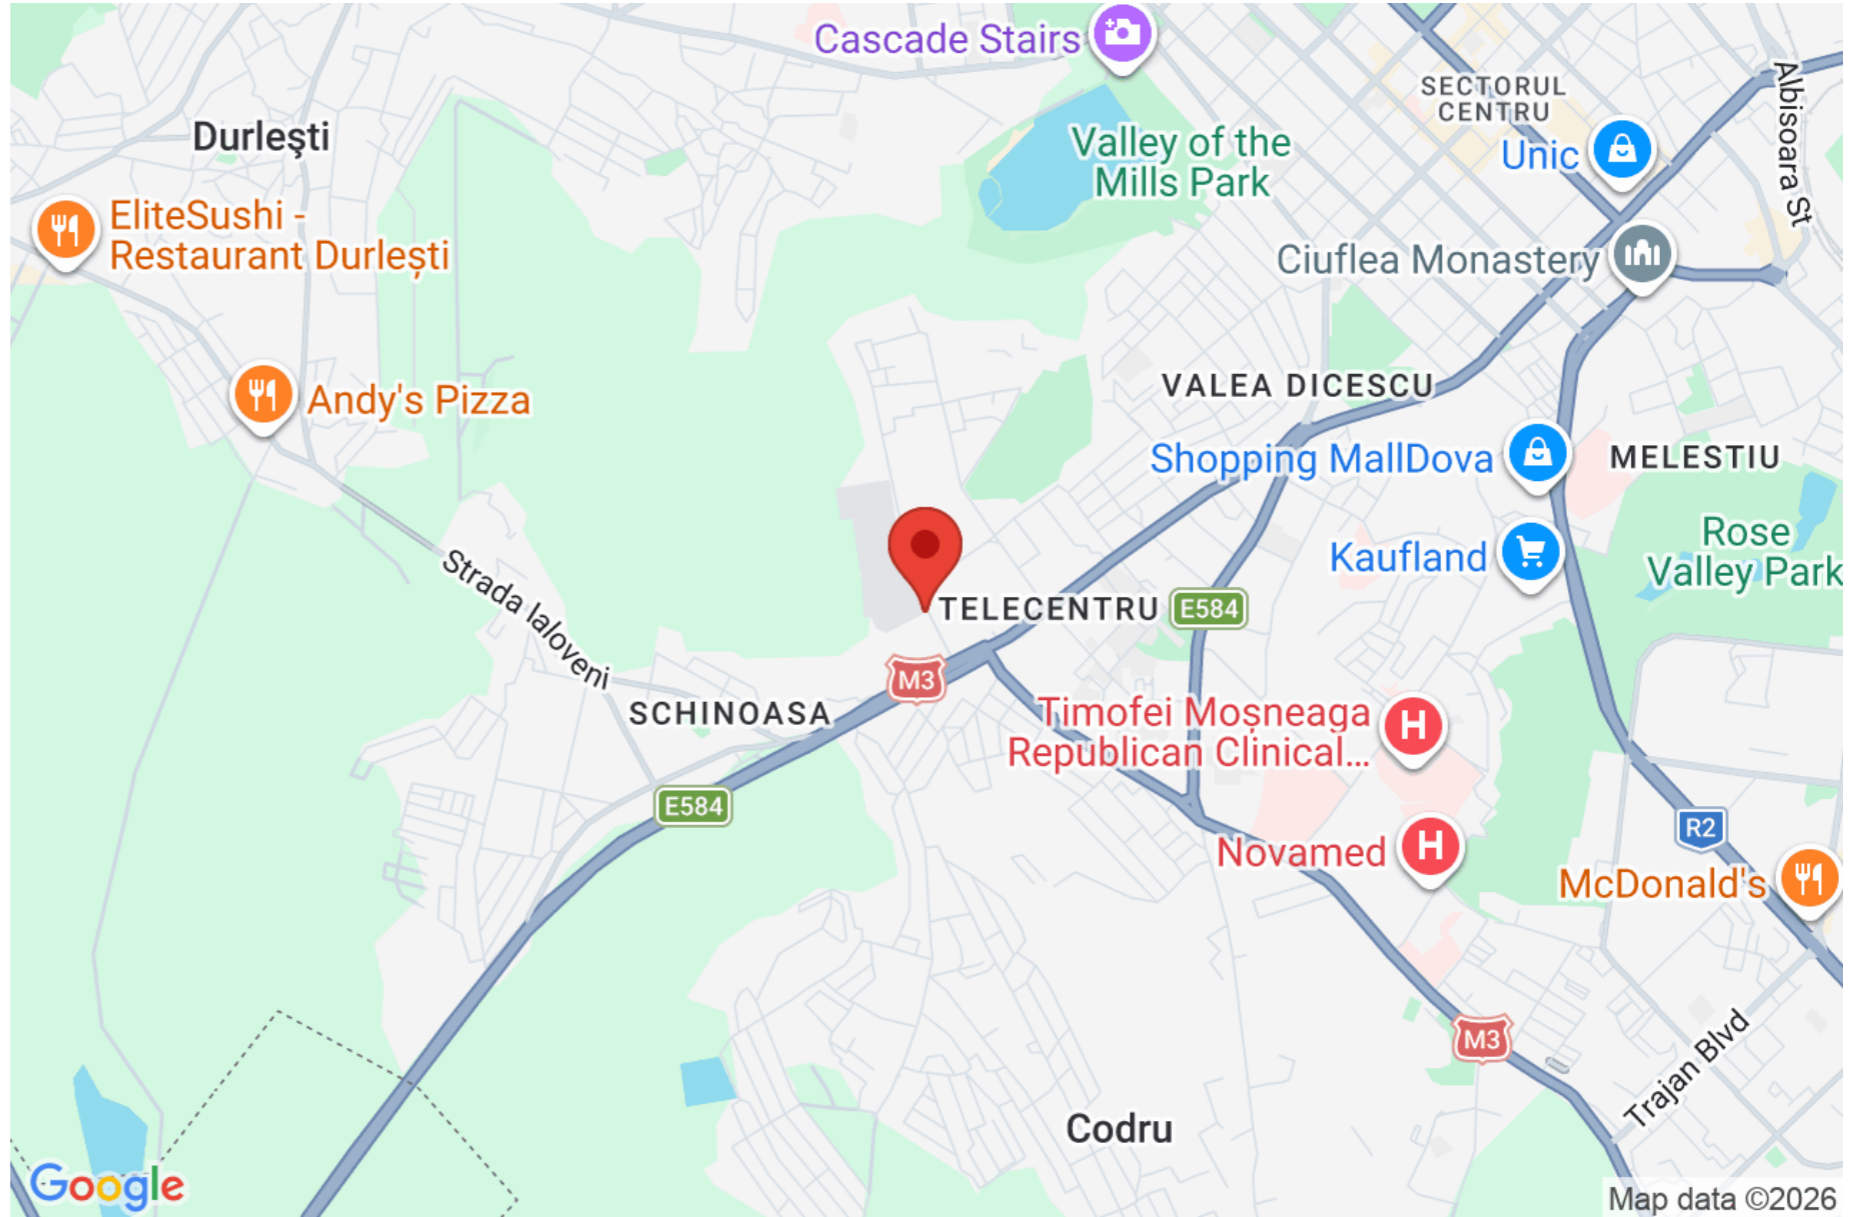 Cascade Stairs
SECTORUL
CENTRU
Albisoara St
Durleşti
Valley of the
Mills Park
Unic
EliteSushi -
Restaurant Durlești
Ciuflea Monastery
Andy's Pizza
VALEA DICESCU
Shopping MallDova
MELESTIU
Rose
Valley Park
Kaufland
Strada Ialoveni
TELECENTRU
E584
M3
SCHINOASA
Timofei Moșneaga
Republican Clinical...
E584
R2
Novamed
McDonald's
M3
Trajan Blvd
Codru
Google
Map data ©2026